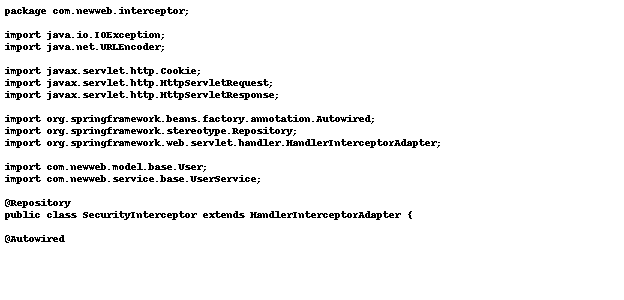 package com.newweb.interceptor;
import java.io.IOException;
import java.net.URLEncoder;
import javax.servlet.http.Cookie;
import javax.servlet.http.HttpServletRequest;
import javax.servlet.http.HttpServletResponse;
import org.springframework.beans.factory.annotation.Autowired;
import org.springframework.stereotype.Repository;
import org.springframework.web.servlet.handler.HandlerInterceptorAdapter;
import com.newweb.model.base.User;
import com.newweb.service.base.UserService;
@Repository
public class SecurityInterceptor extends HandlerInterceptorAdapter {
@Autowired